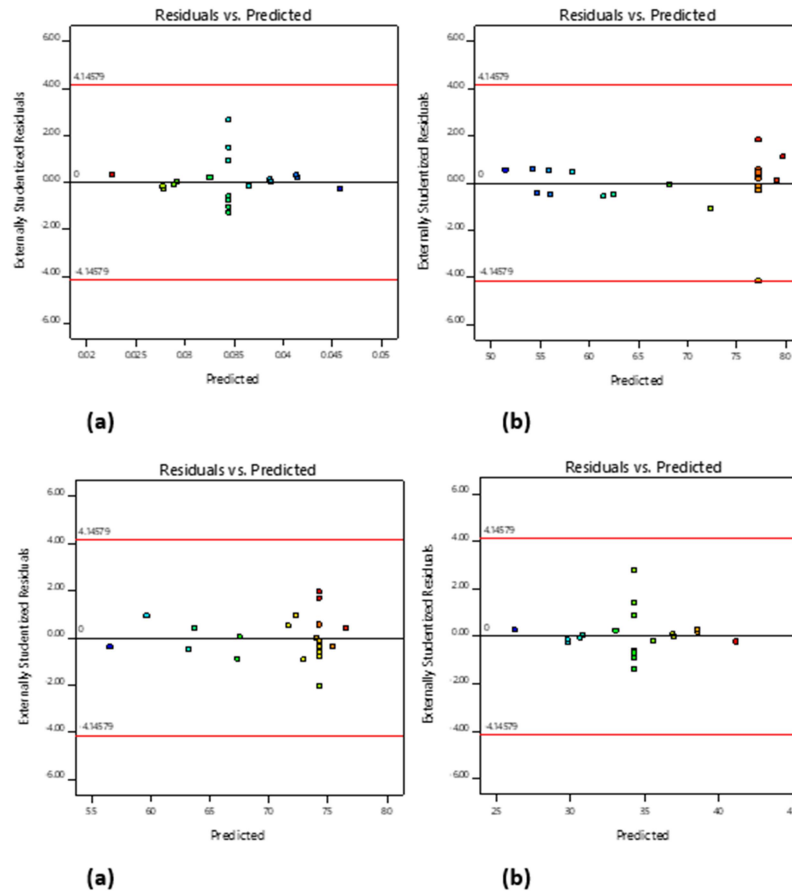 Residuals vs. Predicted
Externally Studentized Residuals
6.00
4.00
2.00
0.00
-2.00
-4.00
-6.00
4.14579
0
-4.14579
0.02 0.025 0.03 0.035 0.04 0.045 0.05
Predicted
(a)
Residuals vs. Predicted
Externally Studentized Residuals
6.00
4.00
2.00
0.00
-2.00
-4.00
-6.00
4.14579
0
-4.14579
50 55 60 65 70 75 80
Predicted
(b)
Residuals vs. Predicted
Externally Studentized Residuals
6.00
4.00
2.00
0.00
-2.00
-4.00
-6.00
4.14579
0
-4.14579
55 60 65 70 75 80
Predicted
(a)
Residuals vs. Predicted
Externally Studentized Residuals
6.00
4.00
2.00
0.00
-2.00
-4.00
-6.00
4.14579
0
-4.14579
25 30 35 40
Predicted
(b)